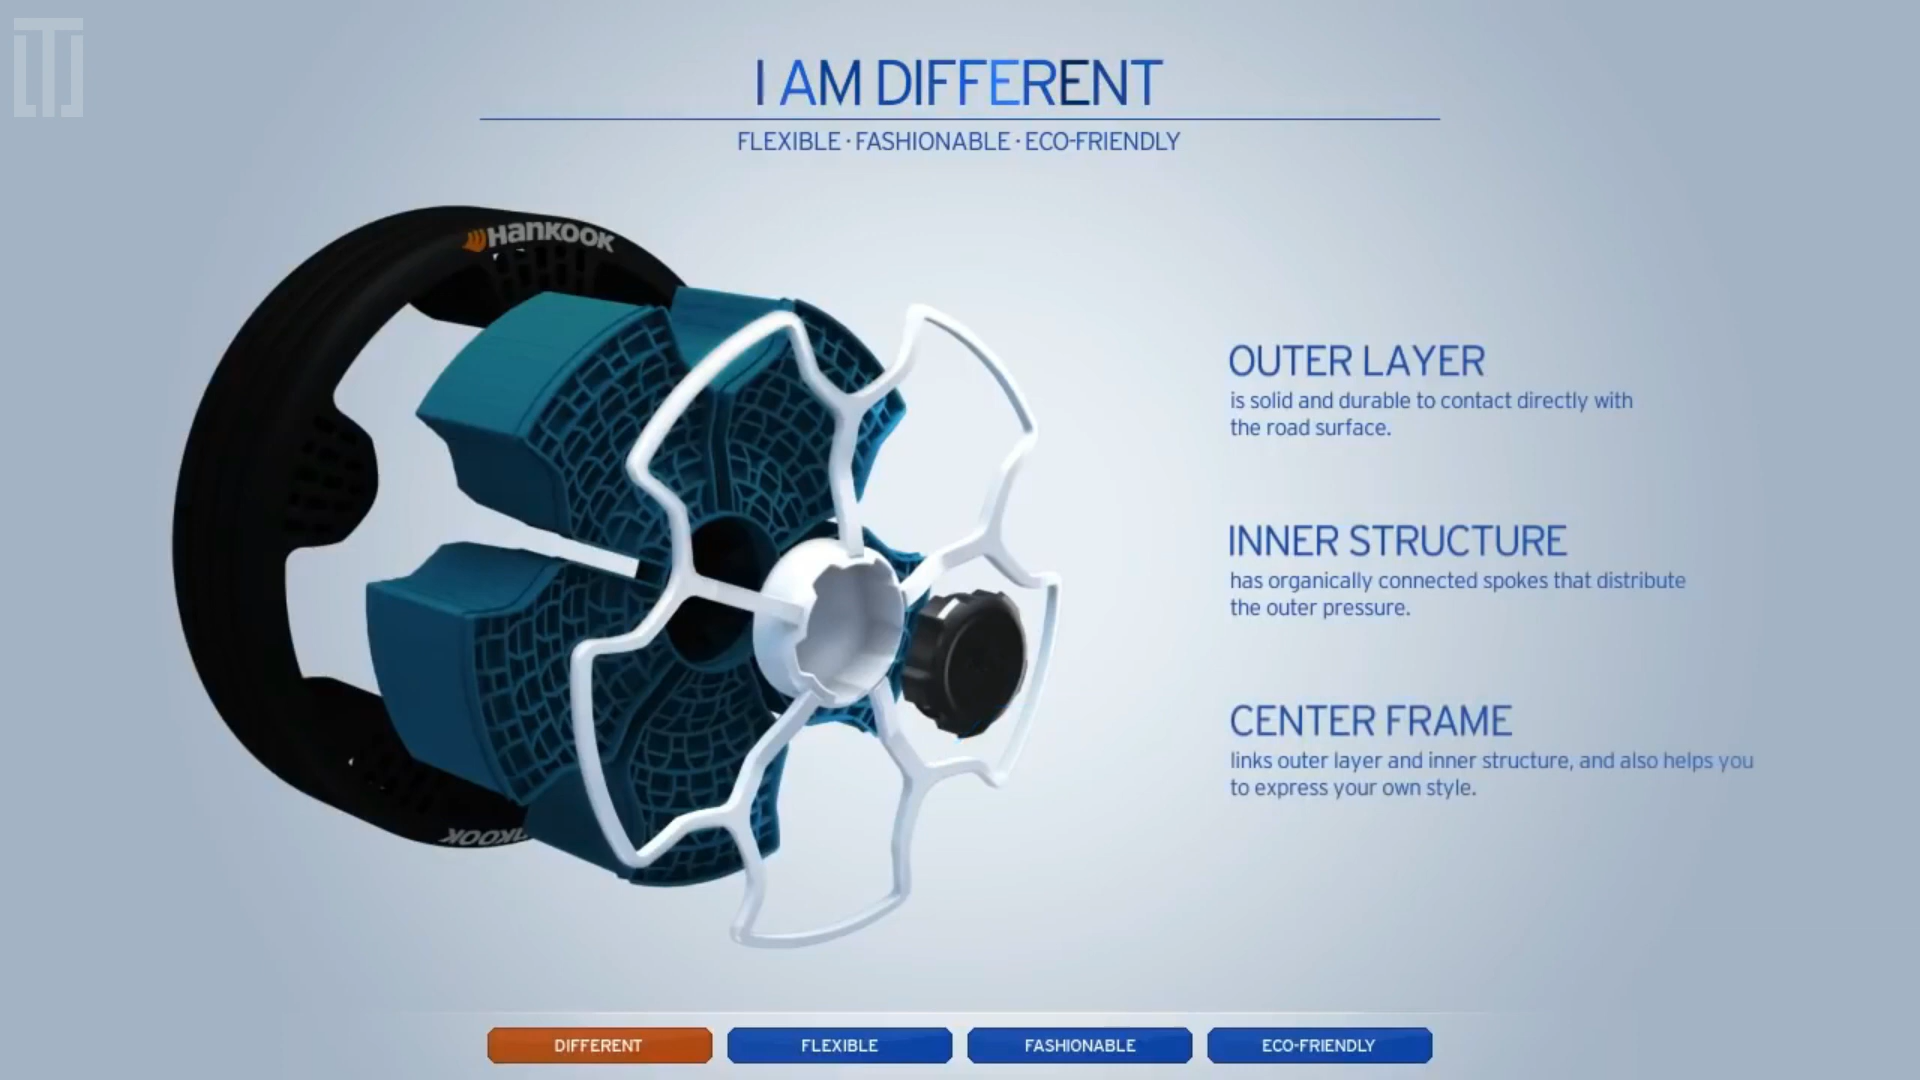 I AM DIFFERENT
FLEXIBLE · FASHIONABLE · ECO-FRIENDLY
Hankook
OUTER LAYER
is solid and durable to contact directly with
the road surface.
INNER STRUCTURE
has organically connected spokes that distribute
the outer pressure.
CENTER FRAME
links outer layer and inner structure, and also helps you
to express your own style.
DIFFERENT
FLEXIBLE
FASHIONABLE
ECO-FRIENDLY